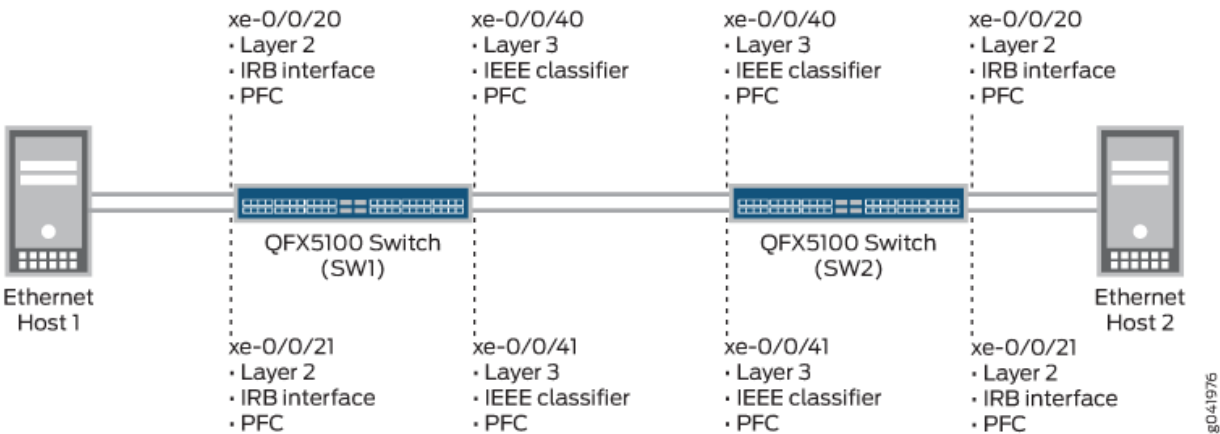 xe-0/0/20
· Layer 2
· IRB interface
· PFC
xe-0/0/40
· Layer 3
· IEEE classifier
· PFC
xe-0/0/40
· Layer 3
· IEEE classifier
· PFC
xe-0/0/20
· Layer 2
· IRB interface
· PFC
Ethernet
Host 1
QFX5100 Switch
(SW1)
QFX5100 Switch
(SW2)
Ethernet
Host 2
xe-0/0/21
· Layer 2
· IRB interface
· PFC
xe-0/0/41
· Layer 3
· IEEE classifier
· PFC
xe-0/0/41
· Layer 3
· IEEE classifier
· PFC
xe-0/0/21
· Layer 2
· IRB interface
· PFC
g041976